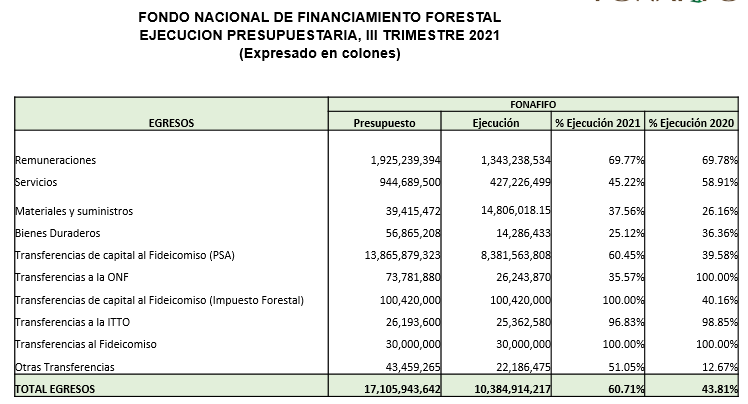 FONDO NACIONAL DE FINANCIAMIENTO FORESTAL
EJECUCION PRESUPUESTARIA, III TRIMESTRE 2021
(Expresado en colones)
FONAFIFO
EGRESOS Presupuesto Ejecución % Ejecución 2021 % Ejecución 2020
Remuneraciones 1,925,239,394 1,343,238,534 69.77% 69.78%
Servicios 944,689,500 427,226,499 45.22% 58.91%
Materiales y suministros 39,415,472 14,806,018.15 37.56% 26.16%
Bienes Duraderos 56,865,208 14,286,433 25.12% 36.36%
Transferencias de capital al Fideicomiso (PSA) 13,865,879,323 8,381,563,808 60.45% 39.58%
Transferencias a la ONF 73,781,880 26,243,870 35.57% 100.00%
Transferencias de capital al Fideicomiso (Impuesto Forestal) 100,420,000 100,420,000 100.00% 40.16%
Transferencias a la ITTO 26,193,600 25,362,580 96.83% 98.85%
Transferencias al Fideicomiso 30,000,000 30,000,000 100.00% 100.00%
Otras Transferencias 43,459,265 22,186,475 51.05% 12.67%
TOTAL EGRESOS 17,105,943,642 10,384,914,217 60.71% 43.81%